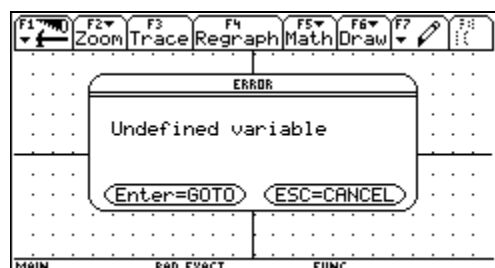 F1 F2 Zoom F3 Trace F4 Regraph F5 Math F6 Draw F7
ERROR
Undefined variable
Enter=GOTO ESC=CANCEL
MAIN RAD EXACT FUNC